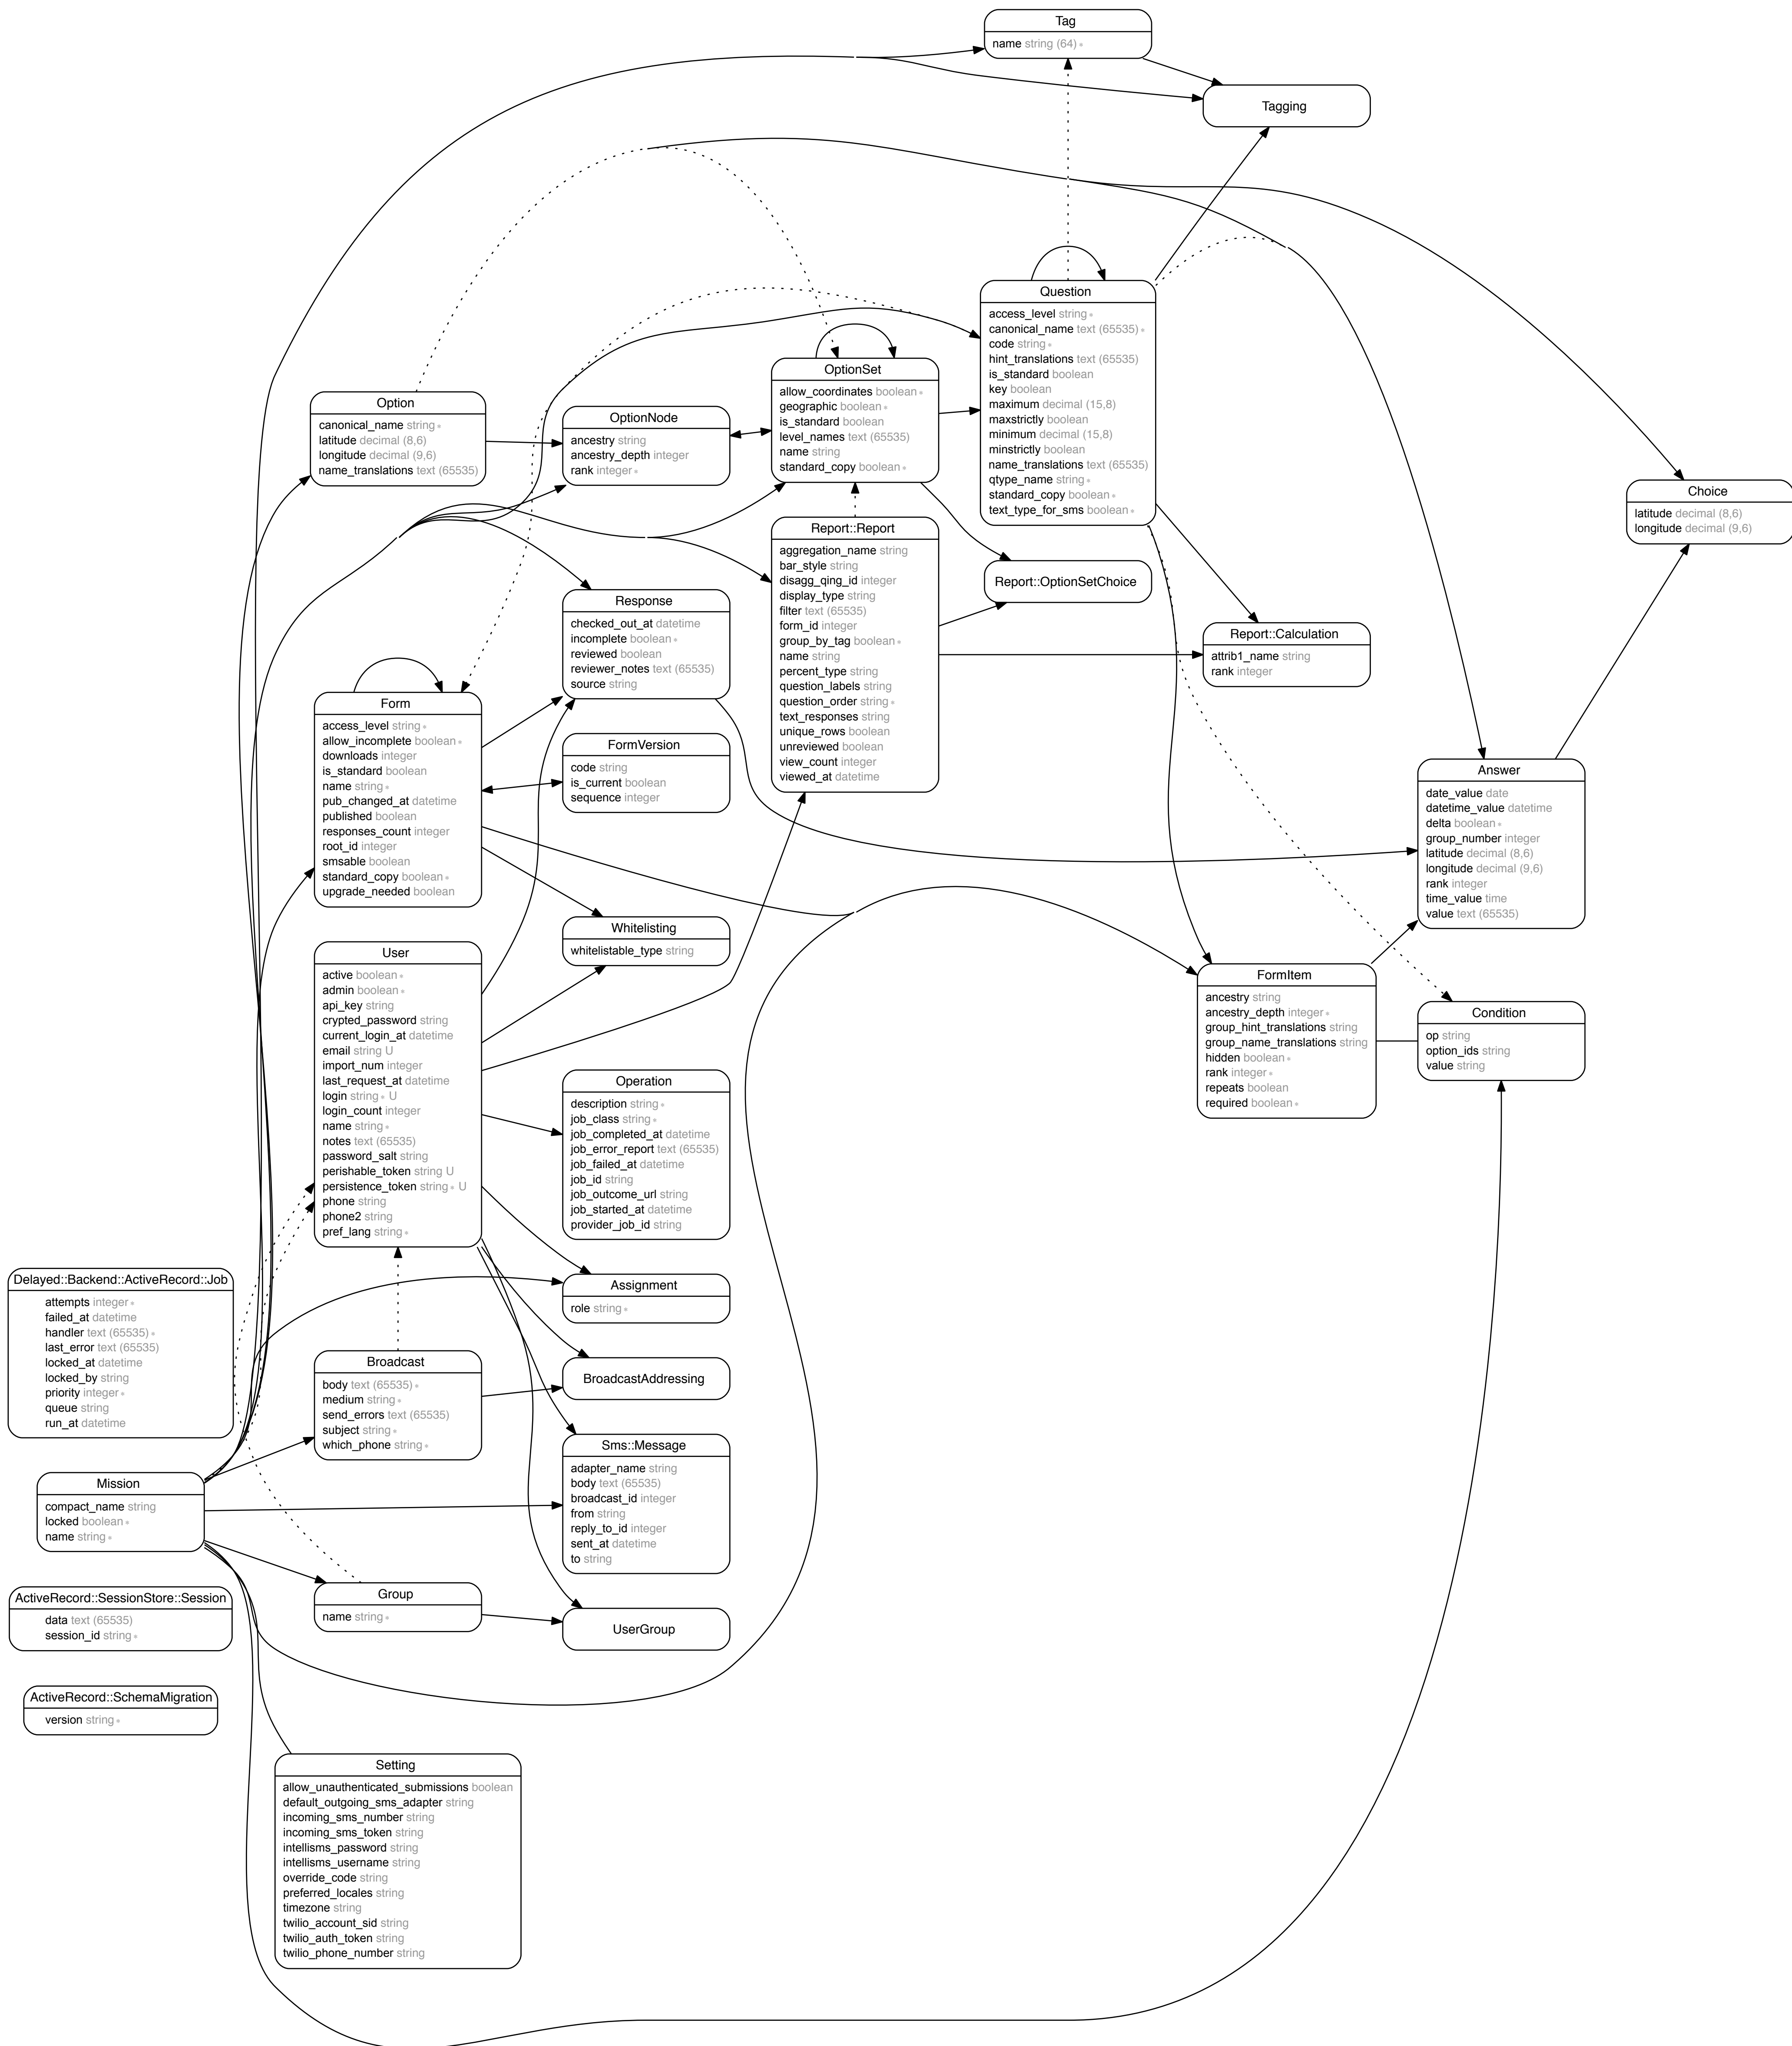 Tag
name string (64) *
Tagging
Question
access_level string *
canonical_name text (65535) *
code string *
hint_translations text (65535)
is_standard boolean
key boolean
maximum decimal (15,8)
maxstrictly boolean
minimum decimal (15,8)
minstrictly boolean
name_translations text (65535)
qtype_name string *
standard_copy boolean *
text_type_for_sms boolean *
OptionSet
allow_coordinates boolean *
geographic boolean *
is_standard boolean
level_names text (65535)
name string
standard_copy boolean *
Option
canonical_name string *
latitude decimal (8,6)
longitude decimal (9,6)
name_translations text (65535)
OptionNode
ancestry string
ancestry_depth integer
rank integer *
Choice
latitude decimal (8,6)
longitude decimal (9,6)
Report::Report
aggregation_name string
bar_style string
disagg_qing_id integer
display_type string
filter text (65535)
form_id integer
group_by_tag boolean *
name string
percent_type string
question_labels string
question_order string *
text_responses string
unique_rows boolean
unreviewed boolean
view_count integer
viewed_at datetime
Report::OptionSetChoice
Response
checked_out_at datetime
incomplete boolean *
reviewed boolean
reviewer_notes text (65535)
source string
Report::Calculation
attrib1_name string
rank integer
Form
access_level string *
allow_incomplete boolean *
downloads integer
is_standard boolean
name string *
pub_changed_at datetime
published boolean
responses_count integer
root_id integer
smsable boolean
standard_copy boolean *
upgrade_needed boolean
FormVersion
code string
is_current boolean
sequence integer
Answer
date_value date
datetime_value datetime
delta boolean *
group_number integer
latitude decimal (8,6)
longitude decimal (9,6)
rank integer
time_value time
value text (65535)
Whitelisting
whitelistable_type string
User
active boolean *
admin boolean *
api_key string
crypted_password string
current_login_at datetime
email string U
import_num integer
last_request_at datetime
login string * U
login_count integer
name string *
notes text (65535)
password_salt string
perishable_token string U
persistence_token string * U
phone string
phone2 string
pref_lang string *
FormItem
ancestry string
ancestry_depth integer *
group_hint_translations string
group_name_translations string
hidden boolean *
rank integer *
repeats boolean
required boolean *
Condition
op string
option_ids string
value string
Operation
description string *
job_class string *
job_completed_at datetime
job_error_report text (65535)
job_failed_at datetime
job_id string
job_outcome_url string
job_started_at datetime
provider_job_id string
Delayed::Backend::ActiveRecord::Job
attempts integer *
failed_at datetime
handler text (65535) *
last_error text (65535)
locked_at datetime
locked_by string
priority integer *
queue string
run_at datetime
Assignment
role string *
Broadcast
body text (65535) *
medium string *
send_errors text (65535)
subject string *
which_phone string *
BroadcastAddressing
Sms::Message
adapter_name string
body text (65535)
broadcast_id integer
from string
reply_to_id integer
sent_at datetime
to string
Mission
compact_name string
locked boolean *
name string *
Group
name string *
UserGroup
ActiveRecord::SessionStore::Session
data text (65535)
session_id string *
ActiveRecord::SchemaMigration
version string *
Setting
allow_unauthenticated_submissions boolean
default_outgoing_sms_adapter string
incoming_sms_number string
incoming_sms_token string
intellisms_password string
intellisms_username string
override_code string
preferred_locales string
timezone string
twilio_account_sid string
twilio_auth_token string
twilio_phone_number string